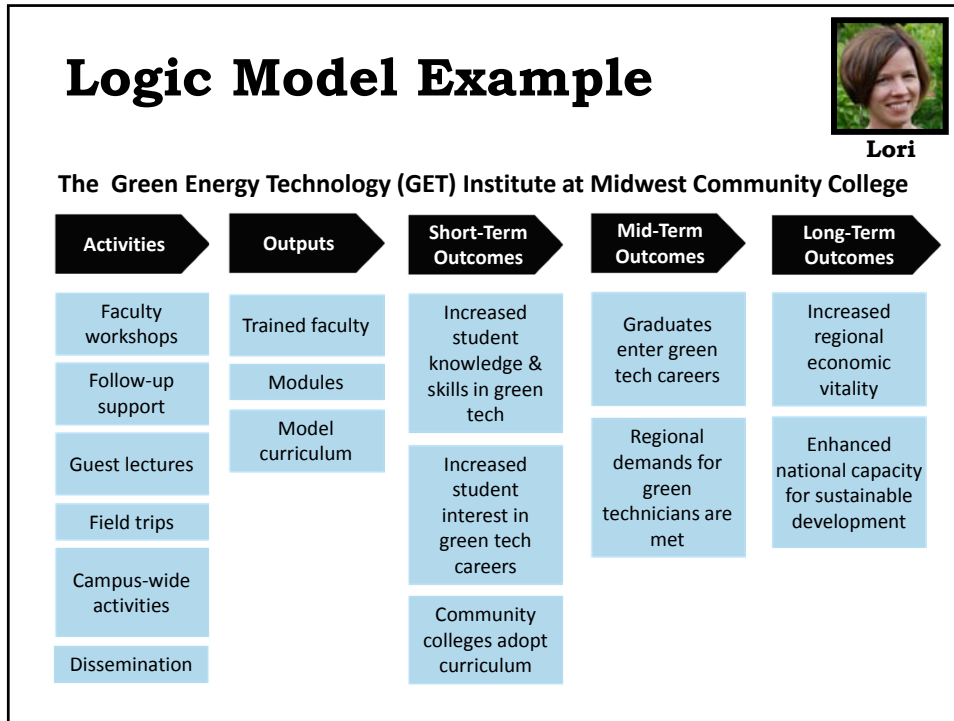 Logic Model Example
Lori
The Green Energy Technology (GET) Institute at Midwest Community College
Activities
Outputs
Short-Term
Outcomes
Mid-Term
Outcomes
Long-Term
Outcomes
Faculty
workshops
Follow-up
support
Guest lectures
Field trips
Campus-wide
activities
Dissemination
Trained faculty
Modules
Model
curriculum
Increased
student
knowledge &
skills in green
tech
Increased
student
interest in
green tech
careers
Community
colleges adopt
curriculum
Graduates
enter green
tech careers
Regional
demands for
green
technicians are
met
Increased
regional
economic
vitality
Enhanced
national capacity
for sustainable
development